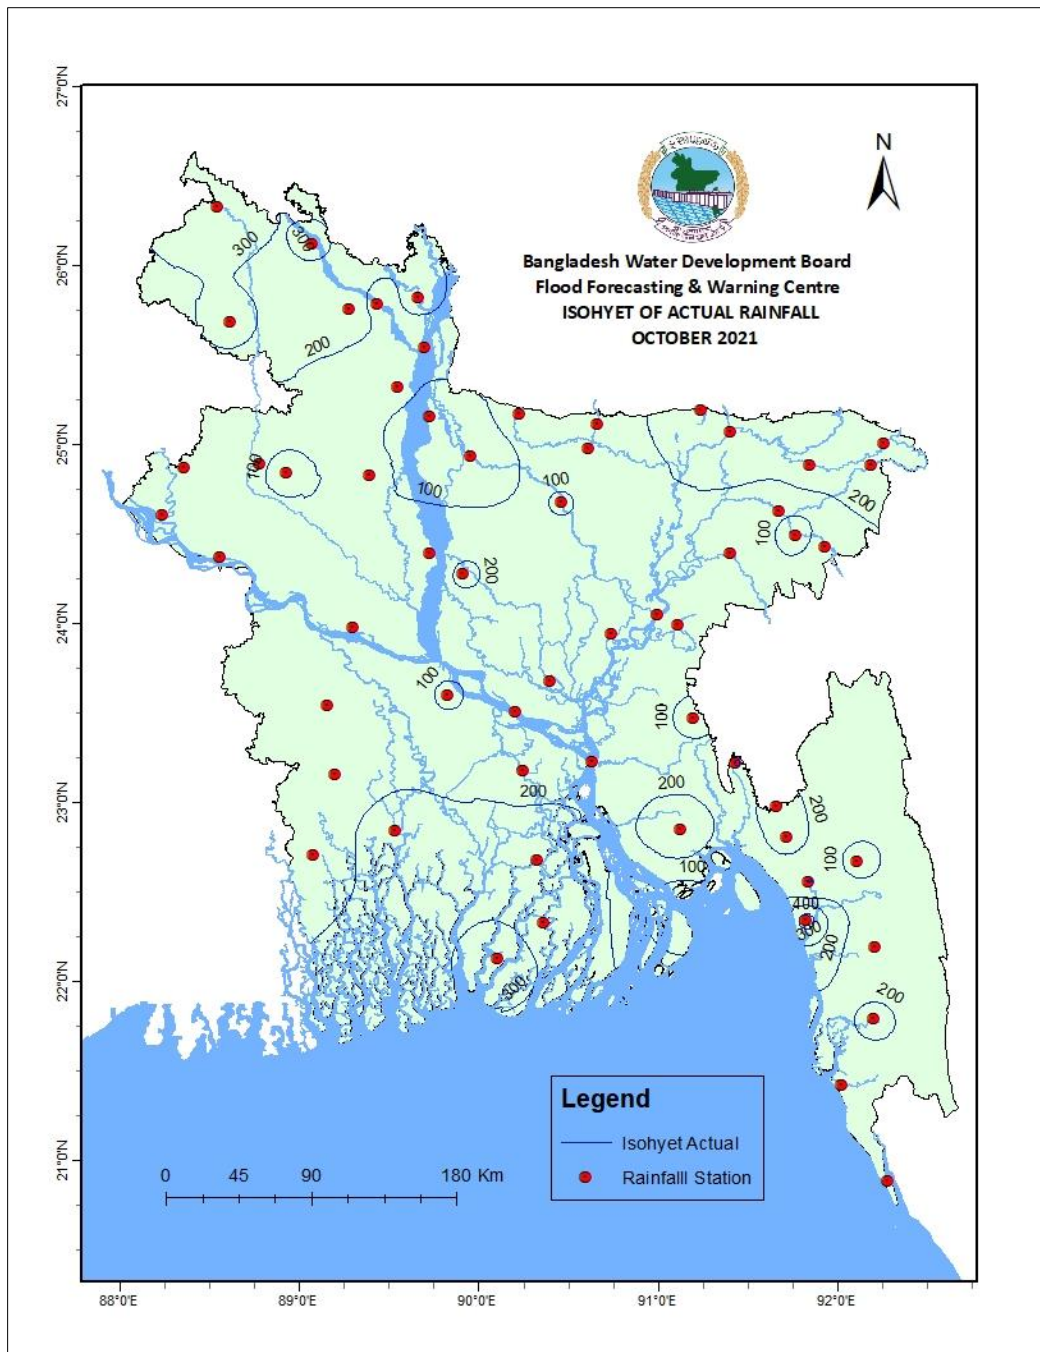 N
Bangladesh Water Development Board
Flood Forecasting & Warning Centre
ISOHYET OF ACTUAL RAINFALL
OCTOBER 2021
27°0'N
26°0'N
25°0'N
24°0'N
23°0'N
22°0'N
21°0'N
300
300
200
100
100
100
200
100
200
100
100
200
200
100
200
100
400
300
200
300
200
Legend
Isohyet Actual
Rainfalll Station
0 45 90 180 Km
88°0'E 89°0'E 90°0'E 91°0'E 92°0'E